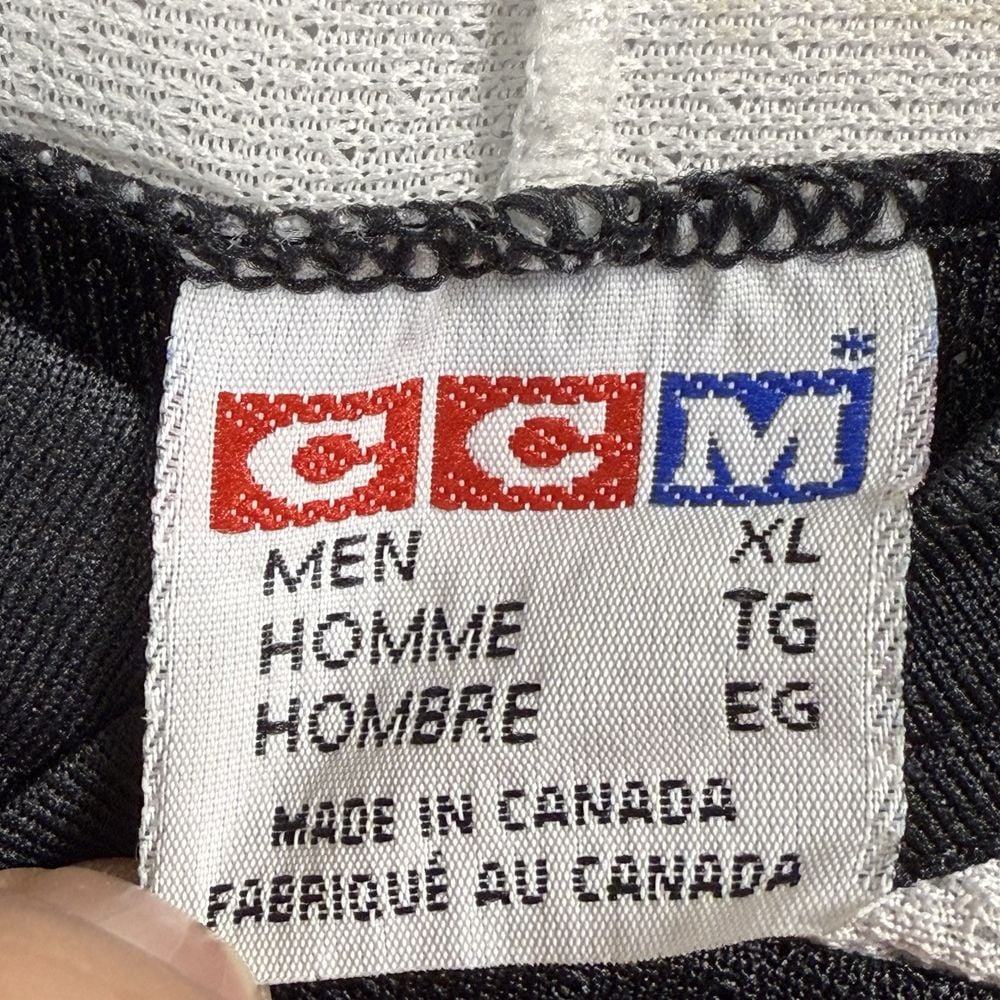 CCM*
MEN XL
HOMME TG
HOMBRE EG
MADE IN CANADA
FABRIQUÉ AU CANADA